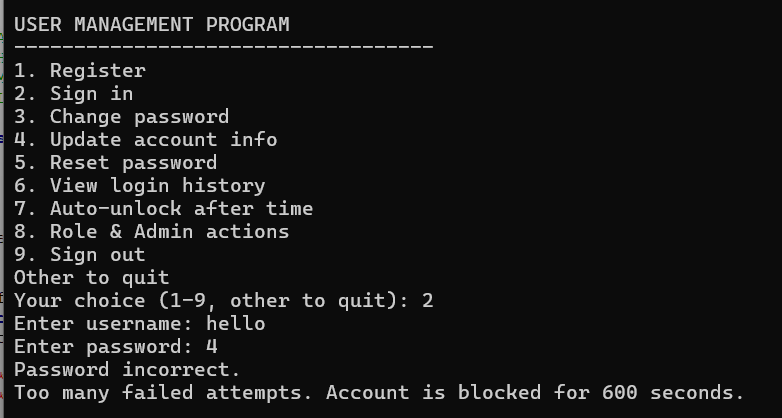 USER MANAGEMENT PROGRAM
-----------------------------------
1. Register
2. Sign in
3. Change password
4. Update account info
5. Reset password
6. View login history
7. Auto-unlock after time
8. Role & Admin actions
9. Sign out
Other to quit
Your choice (1-9, other to quit): 2
Enter username: hello
Enter password: 4
Password incorrect.
Too many failed attempts. Account is blocked for 600 seconds.